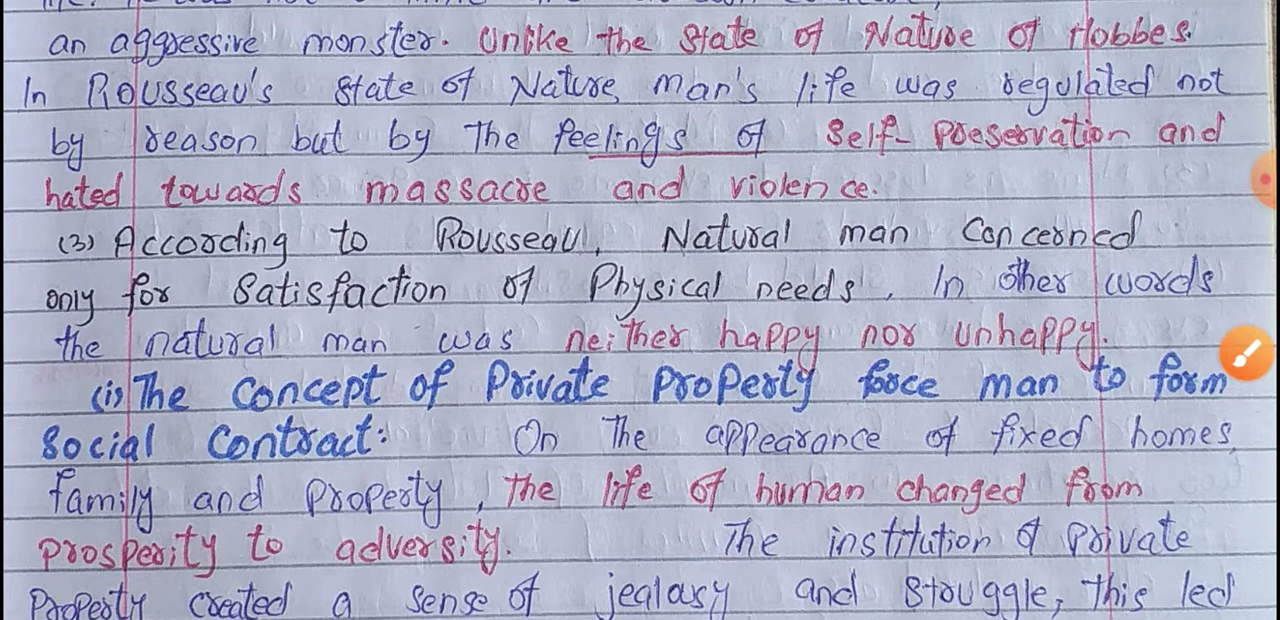 an aggressive monster. Unlike the State of Nature of Hobbes.
In Rousseau's State of Nature, man's life was regulated not
by reason but by The feelings of Self-Preservation and
hated towards massacre and violence.
(3) According to Rousseau, Natural man Concerned
only for Satisfaction of Physical needs, In other words
the natural man was neither happy nor unhappy.
(i) The Concept of Private Property force man to form
Social Contract: On The appearance of fixed homes,
family and Property, the life of human changed from
prosperity to adversity. The institution of Private
Property created a sense of jealousy and Struggle, this led